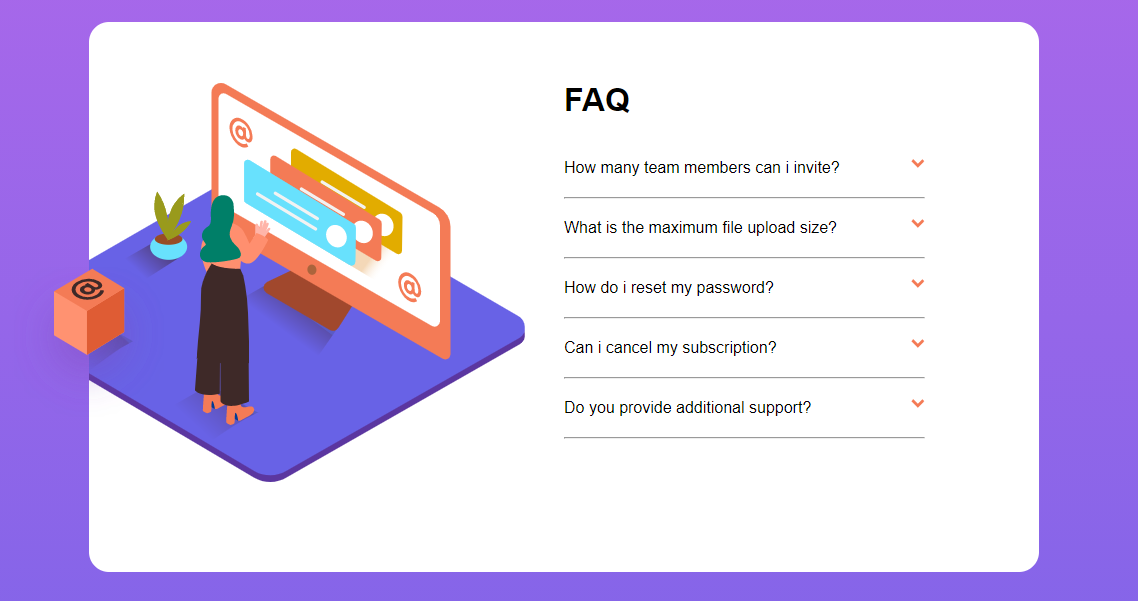 @
FAQ
How many team members can i invite?
What is the maximum file upload size?
How do i reset my password?
Can i cancel my subscription?
Do you provide additional support?
@
@